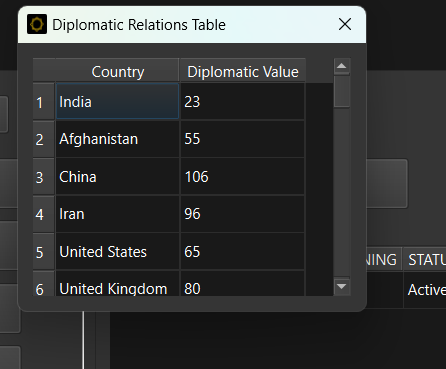 Diplomatic Relations Table
Country Diplomatic Value
1 India 23
2 Afghanistan 55
3 China 106
4 Iran 96
5 United States 65
6 United Kingdom 80
NING STATU
Active